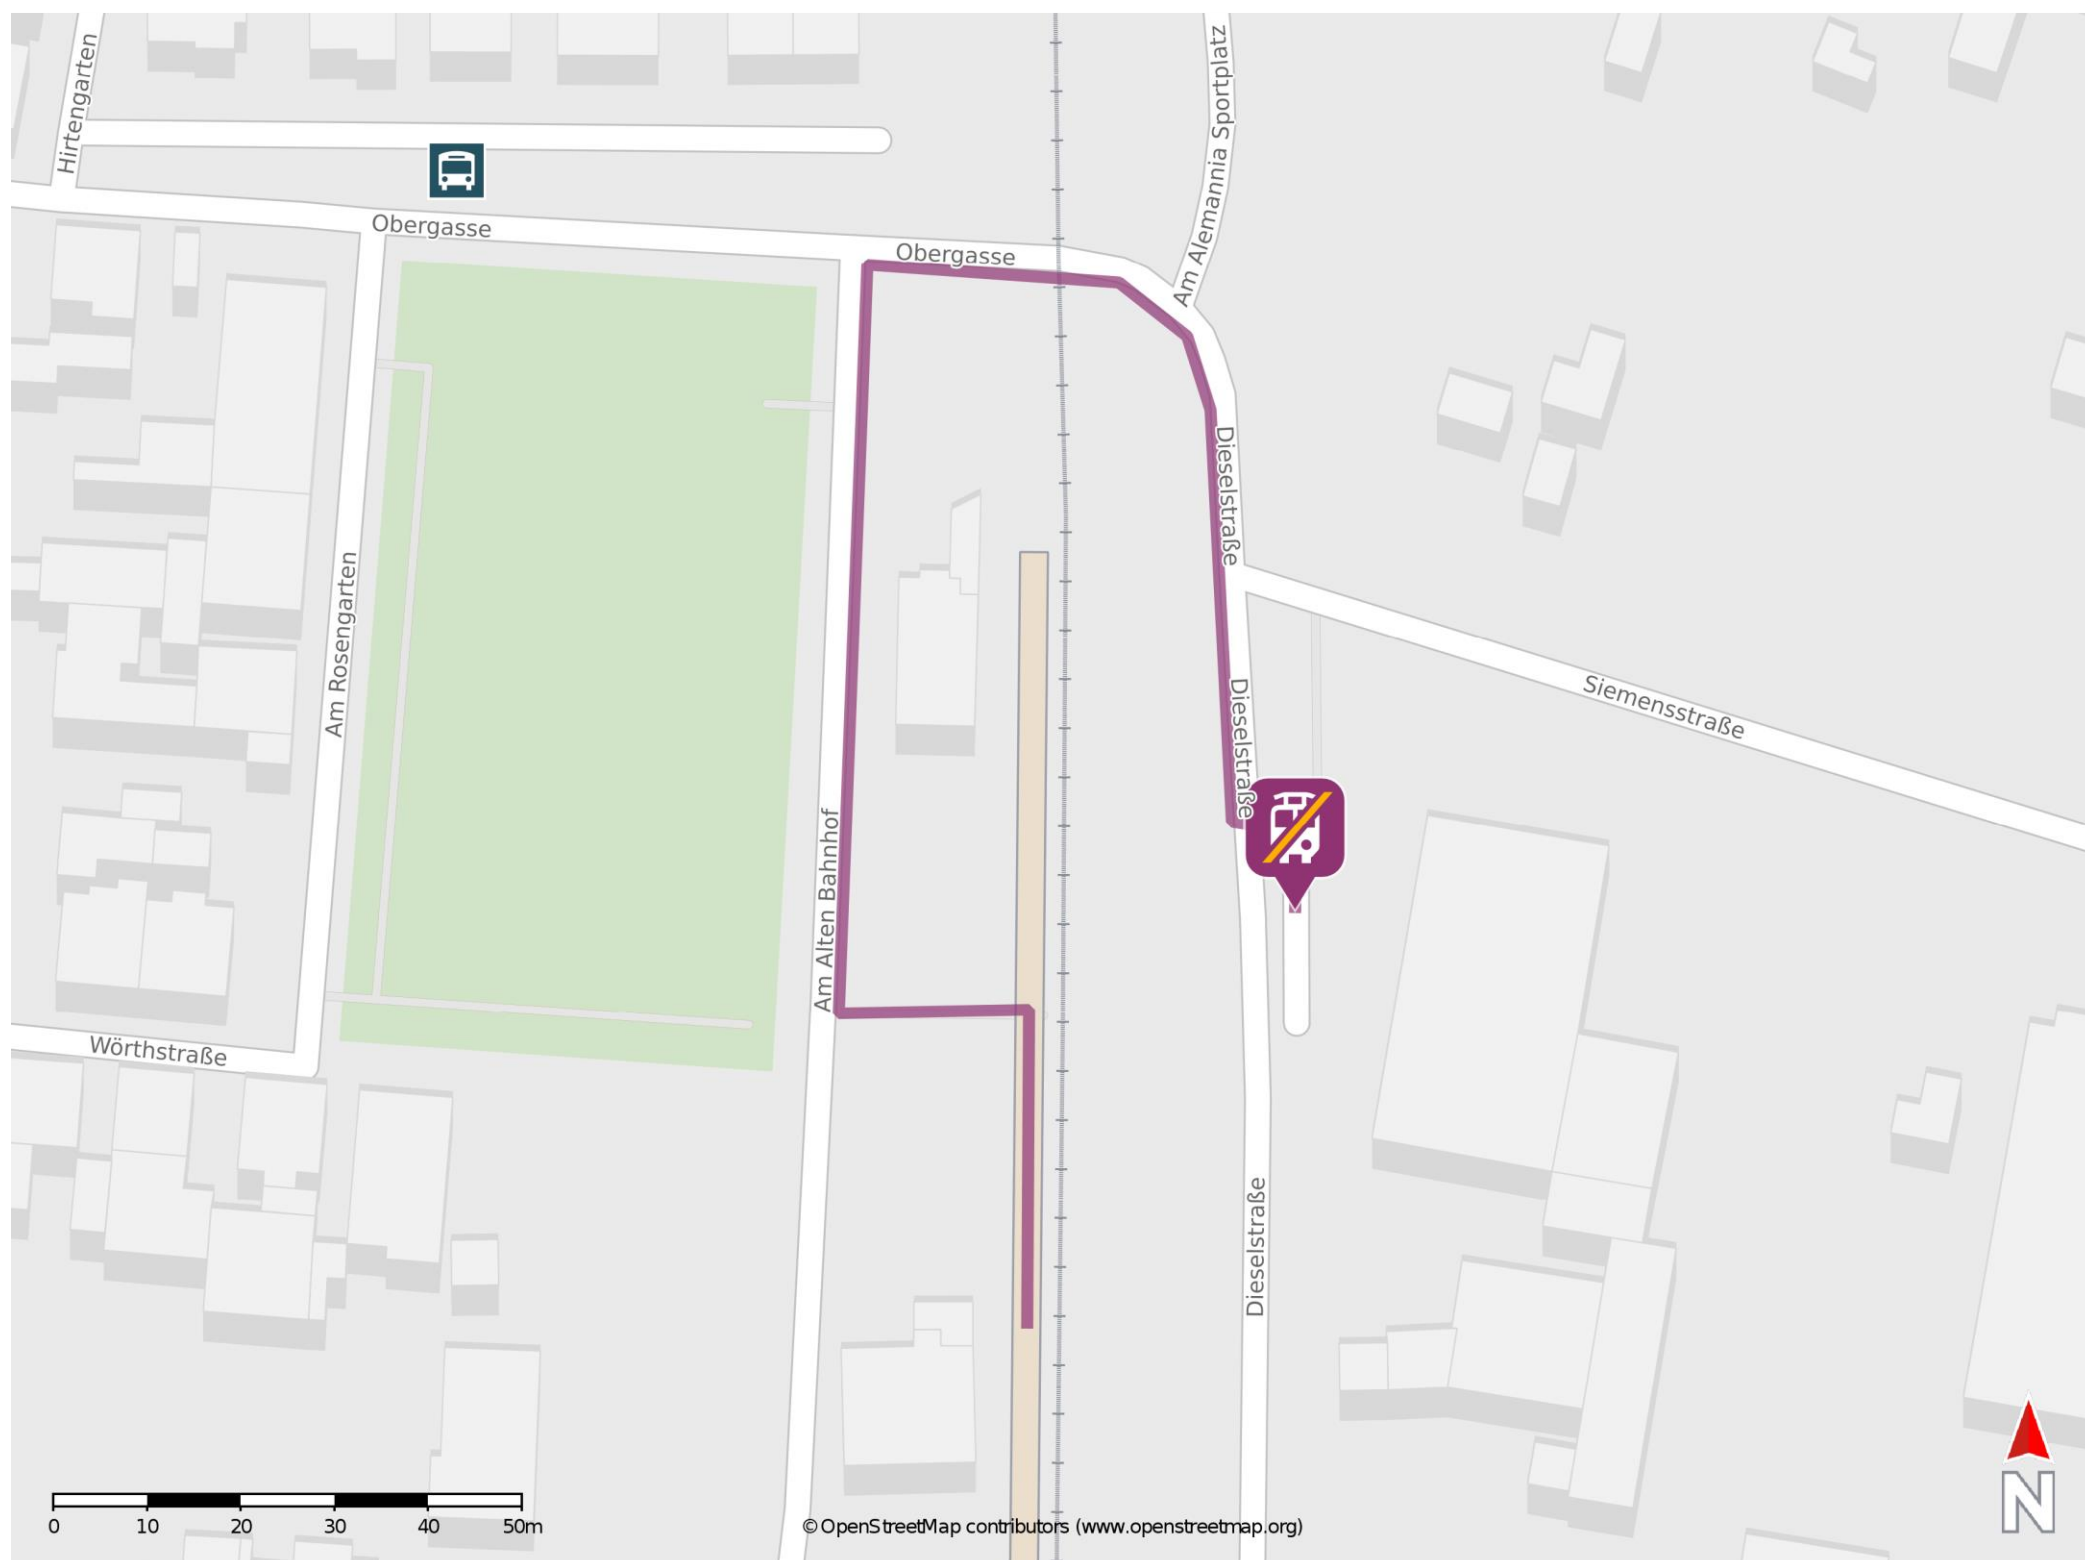 Hirtengarten
Am Alemannia Sportplatz
Obergasse
Obergasse
Dieselstraße
Am Rosengarten
Dieselstraße
Siemensstraße
Am Alten Bahnhof
Wörthstraße
Dieselstraße
N
0 10 20 30 40 50m
©OpenStreetMap contributors (www.openstreetmap.org)